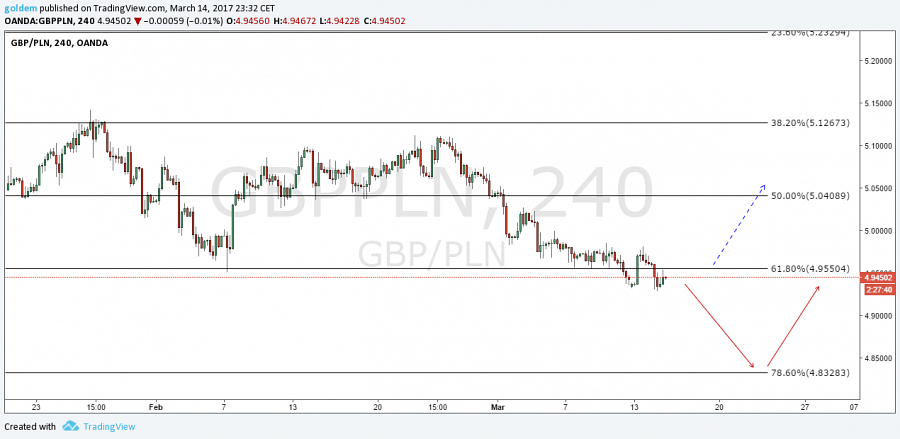 goldem published on TradingView.com, March 14, 2017 23:32 CET
OANDA:GBPPLN, 240 4.94502 ▼ −0.00059 (−0.01%) O:4.94560 H:4.94672 L:4.94228 C:4.94502
GBP/PLN, 240, OANDA
23.60%(5.23294)
5.20000
5.15000
38.20%(5.12673)
5.10000
GBPPLN, 240
5.05000
50.00%(5.04089)
5.00000
GBP/PLN
61.80%(4.95504)
4.94502
2:27:40
4.90000
4.85000
78.60%(4.83283)
23 15:00 Feb 7 13 20 15:00 Mar 7 13 20 27 07
Created with TradingView